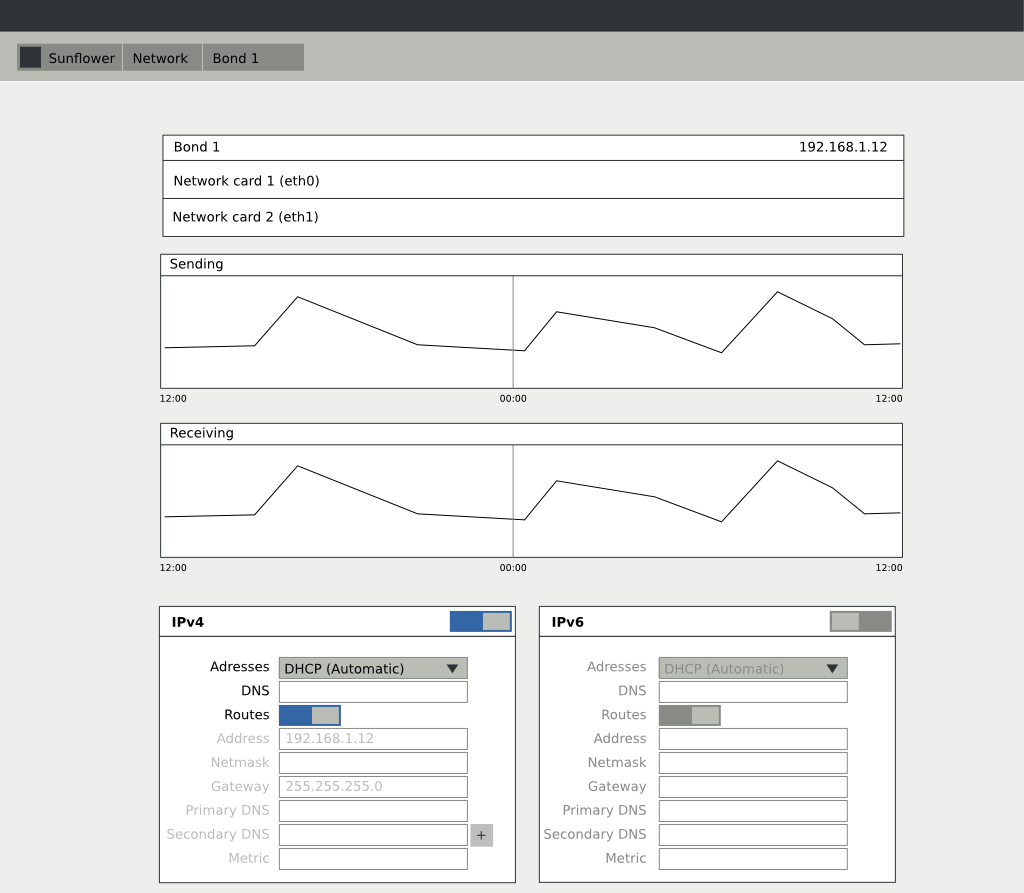 Sunflower Network Bond 1
Bond 1 192.168.1.12
Network card 1 (eth0)
Network card 2 (eth1)
Sending
12:00 00:00 12:00
Receiving
12:00 00:00 12:00
IPv4
Adresses DHCP (Automatic)
DNS
Routes
Address 192.168.1.12
Netmask
Gateway 255.255.255.0
Primary DNS
Secondary DNS +
Metric
IPv6
Adresses DHCP (Automatic)
DNS
Routes
Address
Netmask
Gateway
Primary DNS
Secondary DNS
Metric